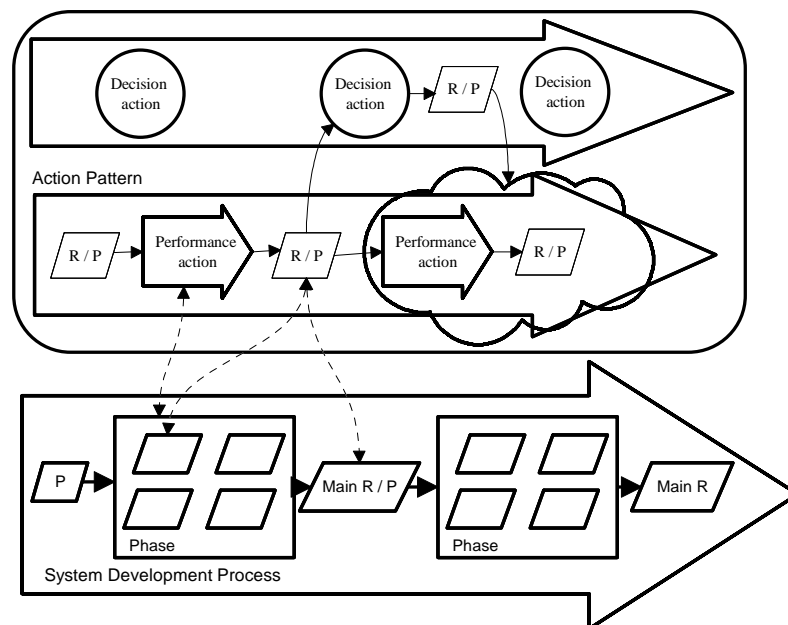 Decision
action
Decision
action
R / P
Decision
action
Action Pattern
R / P
Performance
action
R / P
Performance
action
R / P
P
Main R / P
Main R
Phase
Phase
System Development Process